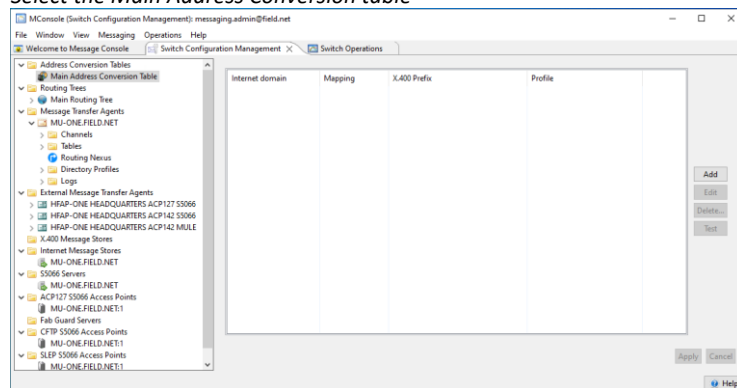 Select the Main Address Conversion table
MConsole (Switch Configuration Management): messaging.admin@field.net
File Window View Messaging Operations Help
Welcome to Message Console
Switch Configuration Management
Switch Operations
Address Conversion Tables
Main Address Conversion Table
Routing Trees
Main Routing Tree
Message Transfer Agents
MU-ONE.FIELD.NET
Channels
Tables
Routing Nexus
Directory Profiles
Logs
External Message Transfer Agents
HFAP-ONE HEADQUARTERS ACP127 S5066
HFAP-ONE HEADQUARTERS ACP142 S5066
HFAP-ONE HEADQUARTERS ACP142 MULE
X.400 Message Stores
Internet Message Stores
MU-ONE.FIELD.NET
S5066 Servers
MU-ONE.FIELD.NET
ACP127 S5066 Access Points
MU-ONE.FIELD.NET:1
Fab Guard Servers
CFTP S5066 Access Points
MU-ONE.FIELD.NET:1
SLEP S5066 Access Points
MU-ONE.FIELD.NET:1
Internet domain Mapping X.400 Prefix Profile
Add
Edit
Delete...
Test
Apply Cancel
Help